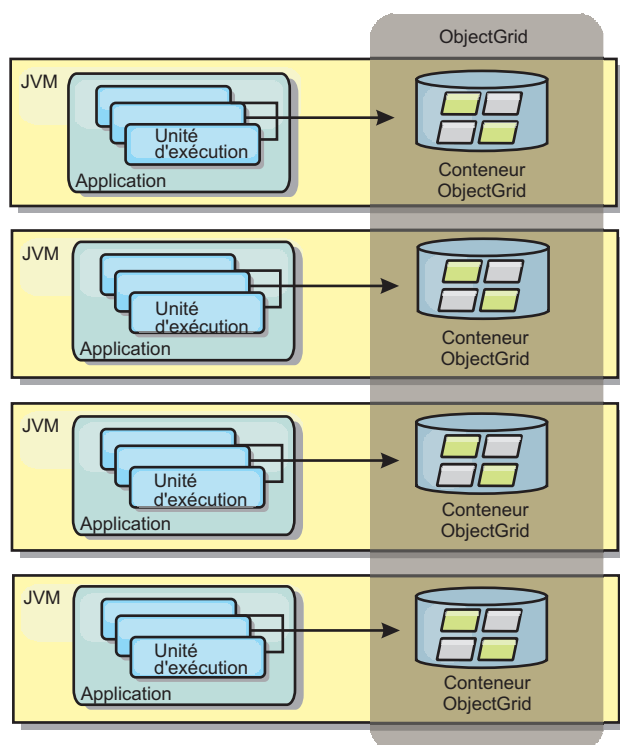 ObjectGrid
JVM
Unité
d'exécution
Application
Conteneur
ObjectGrid
JVM
Unité
d'exécution
Application
Conteneur
ObjectGrid
JVM
Unité
d'exécution
Application
Conteneur
ObjectGrid
JVM
Unité
d'exécution
Application
Conteneur
ObjectGrid